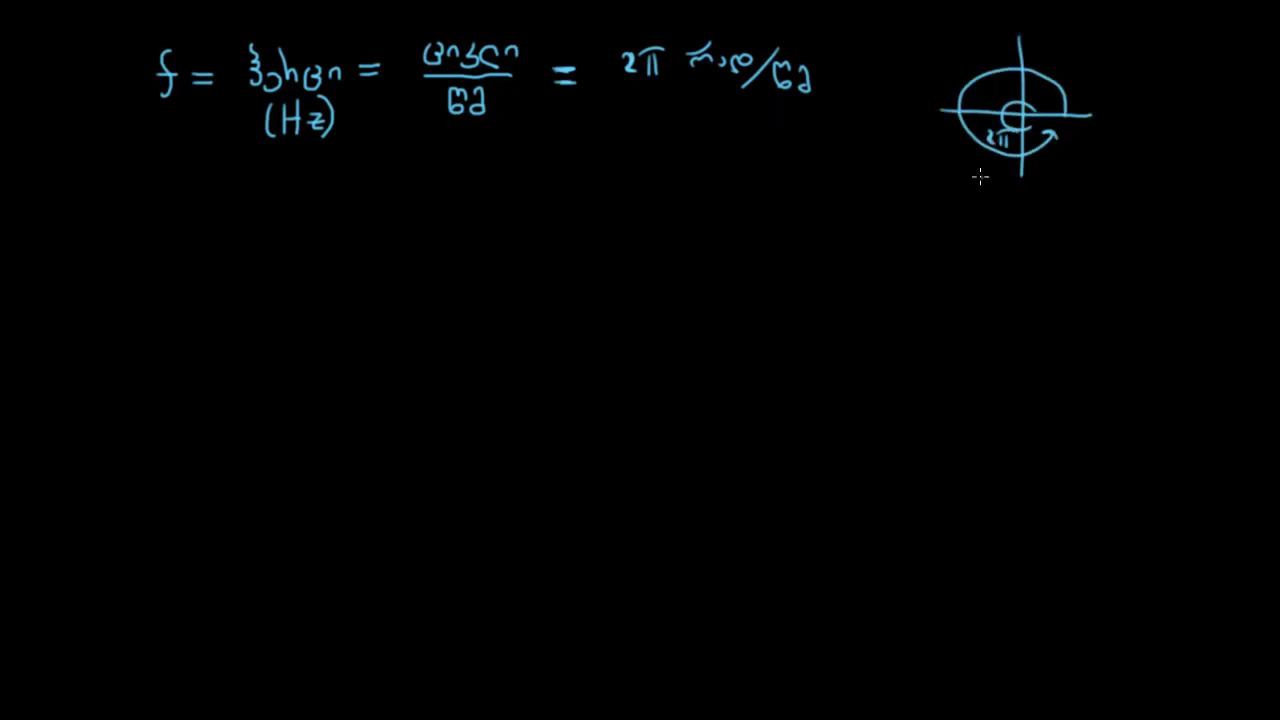 f = ჰერცი = ციკლი/წმ = 2π რად/წმ
(Hz)
2π